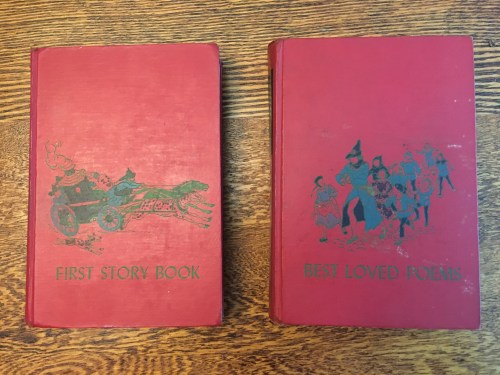 FIRST STORY BOOK
BEST LOVED POEMS